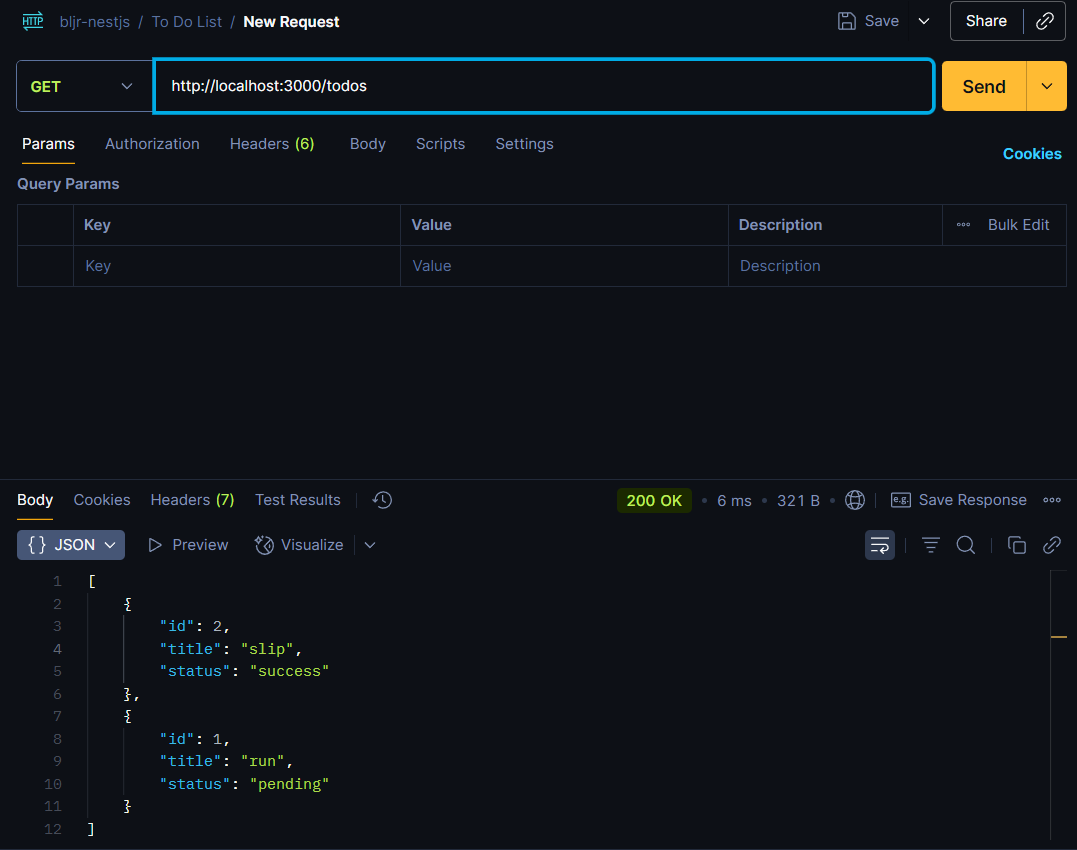 HTTP bljr-nestjs / To Do List / New Request Save Share
GET http://localhost:3000/todos Send
Params Authorization Headers (6) Body Scripts Settings Cookies
Query Params
Key Value Description Bulk Edit
Key Value Description
Body Cookies Headers (7) Test Results 200 OK • 6 ms • 321 B • e.g. Save Response
{ } JSON Preview Visualize
1 [
2 {
3 "id": 2,
4 "title": "slip",
5 "status": "success"
6 },
7 {
8 "id": 1,
9 "title": "run",
10 "status": "pending"
11 }
12 ]